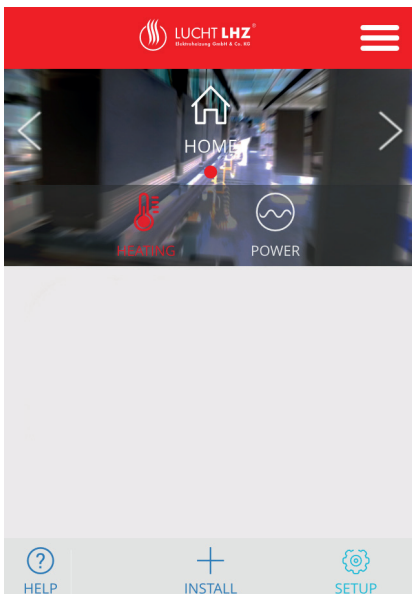 LUCHT LHZ®
Elektroheizung GmbH & Co. KG
HOME
HEATING
POWER
?
HELP
INSTALL
SETUP